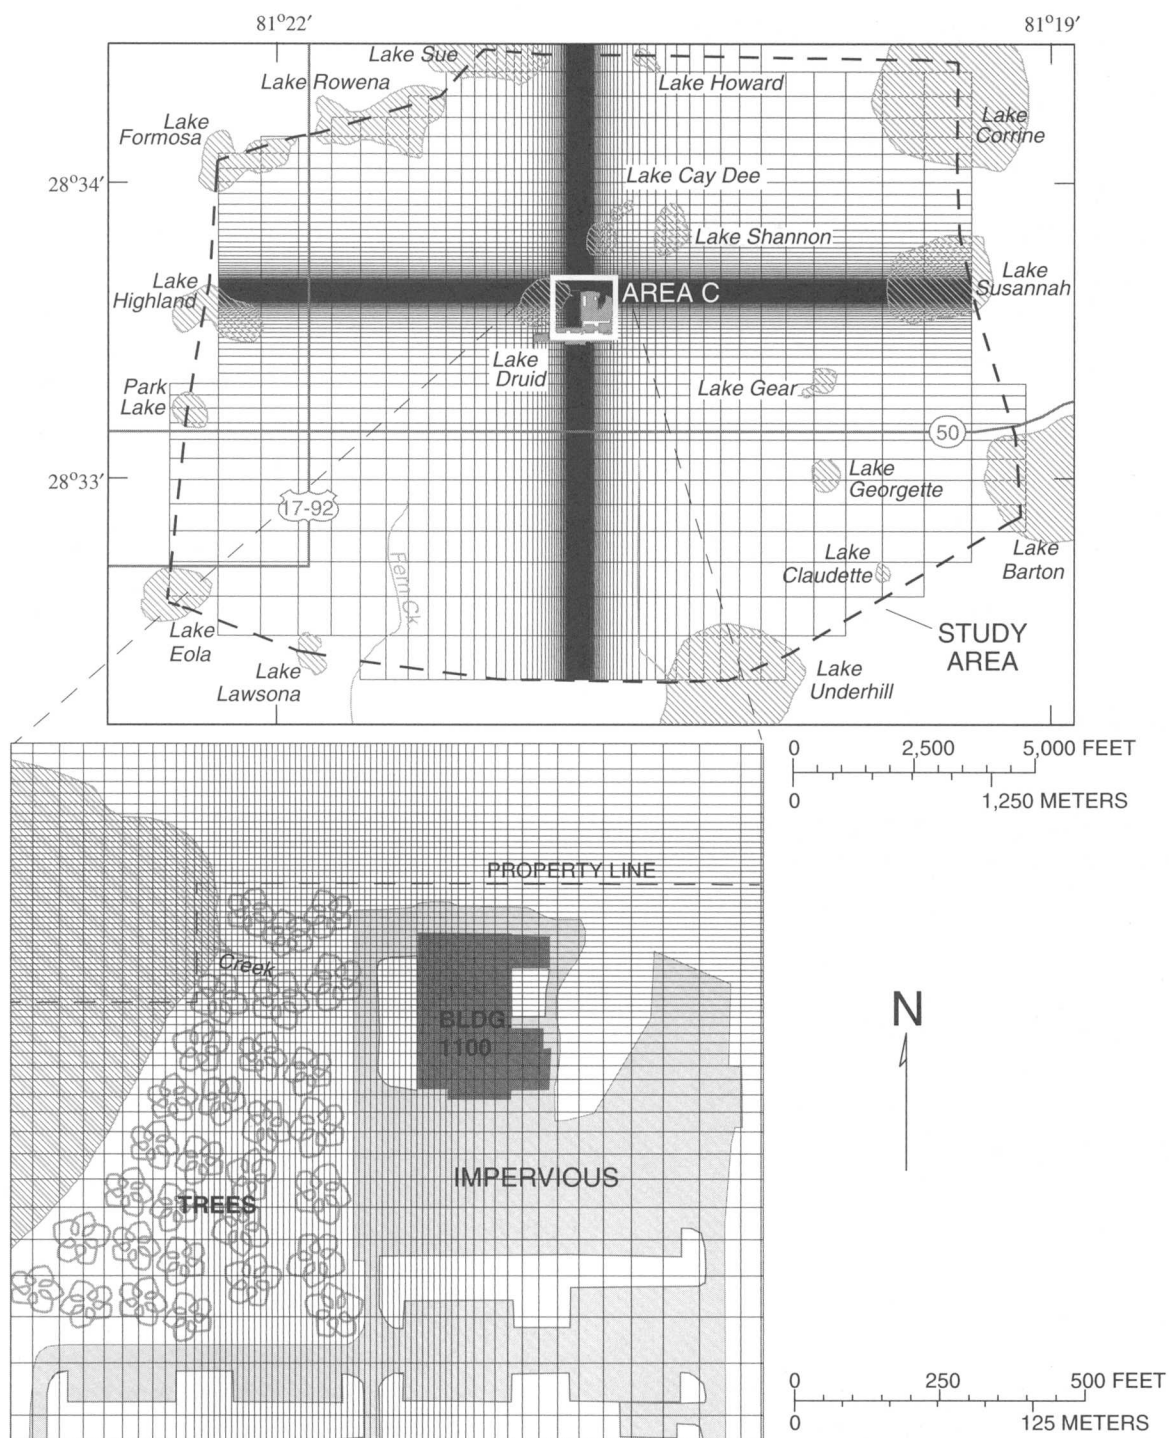 81°22′
81°19′
Lake Sue
Lake Rowena
Lake Howard
Lake
Formosa
Lake
Corrine
28°34′
Lake Cay Dee
Lake Shannon
Lake
Highland
AREA C
Lake
Susannah
Lake
Druid
Park
Lake
Lake Gear
50
28°33′
Lake
Georgette
17-92
Fern Ck
Lake
Claudette
Lake
Barton
Lake
Eola
STUDY
AREA
Lake
Lawsona
Lake
Underhill
0 2,500 5,000 FEET
0 1,250 METERS
PROPERTY LINE
Creek
BLDG.
1100
N
IMPERVIOUS
TREES
0 250 500 FEET
0 125 METERS